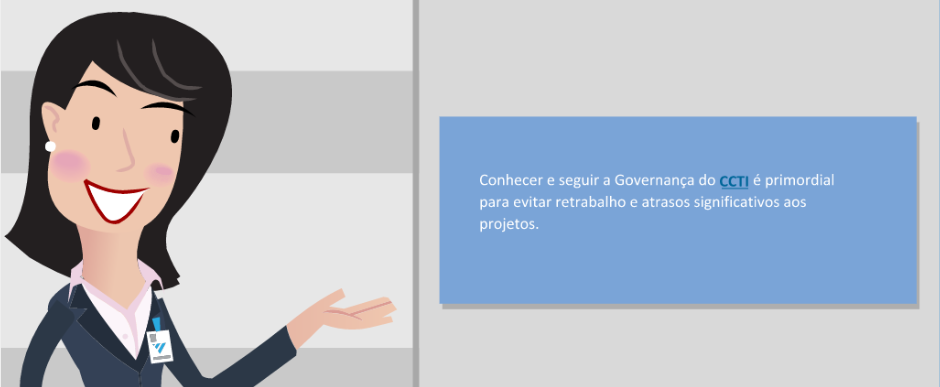 Conhecer e seguir a Governança do CCTI é primordial
para evitar retrabalho e atrasos significativos aos
projetos.